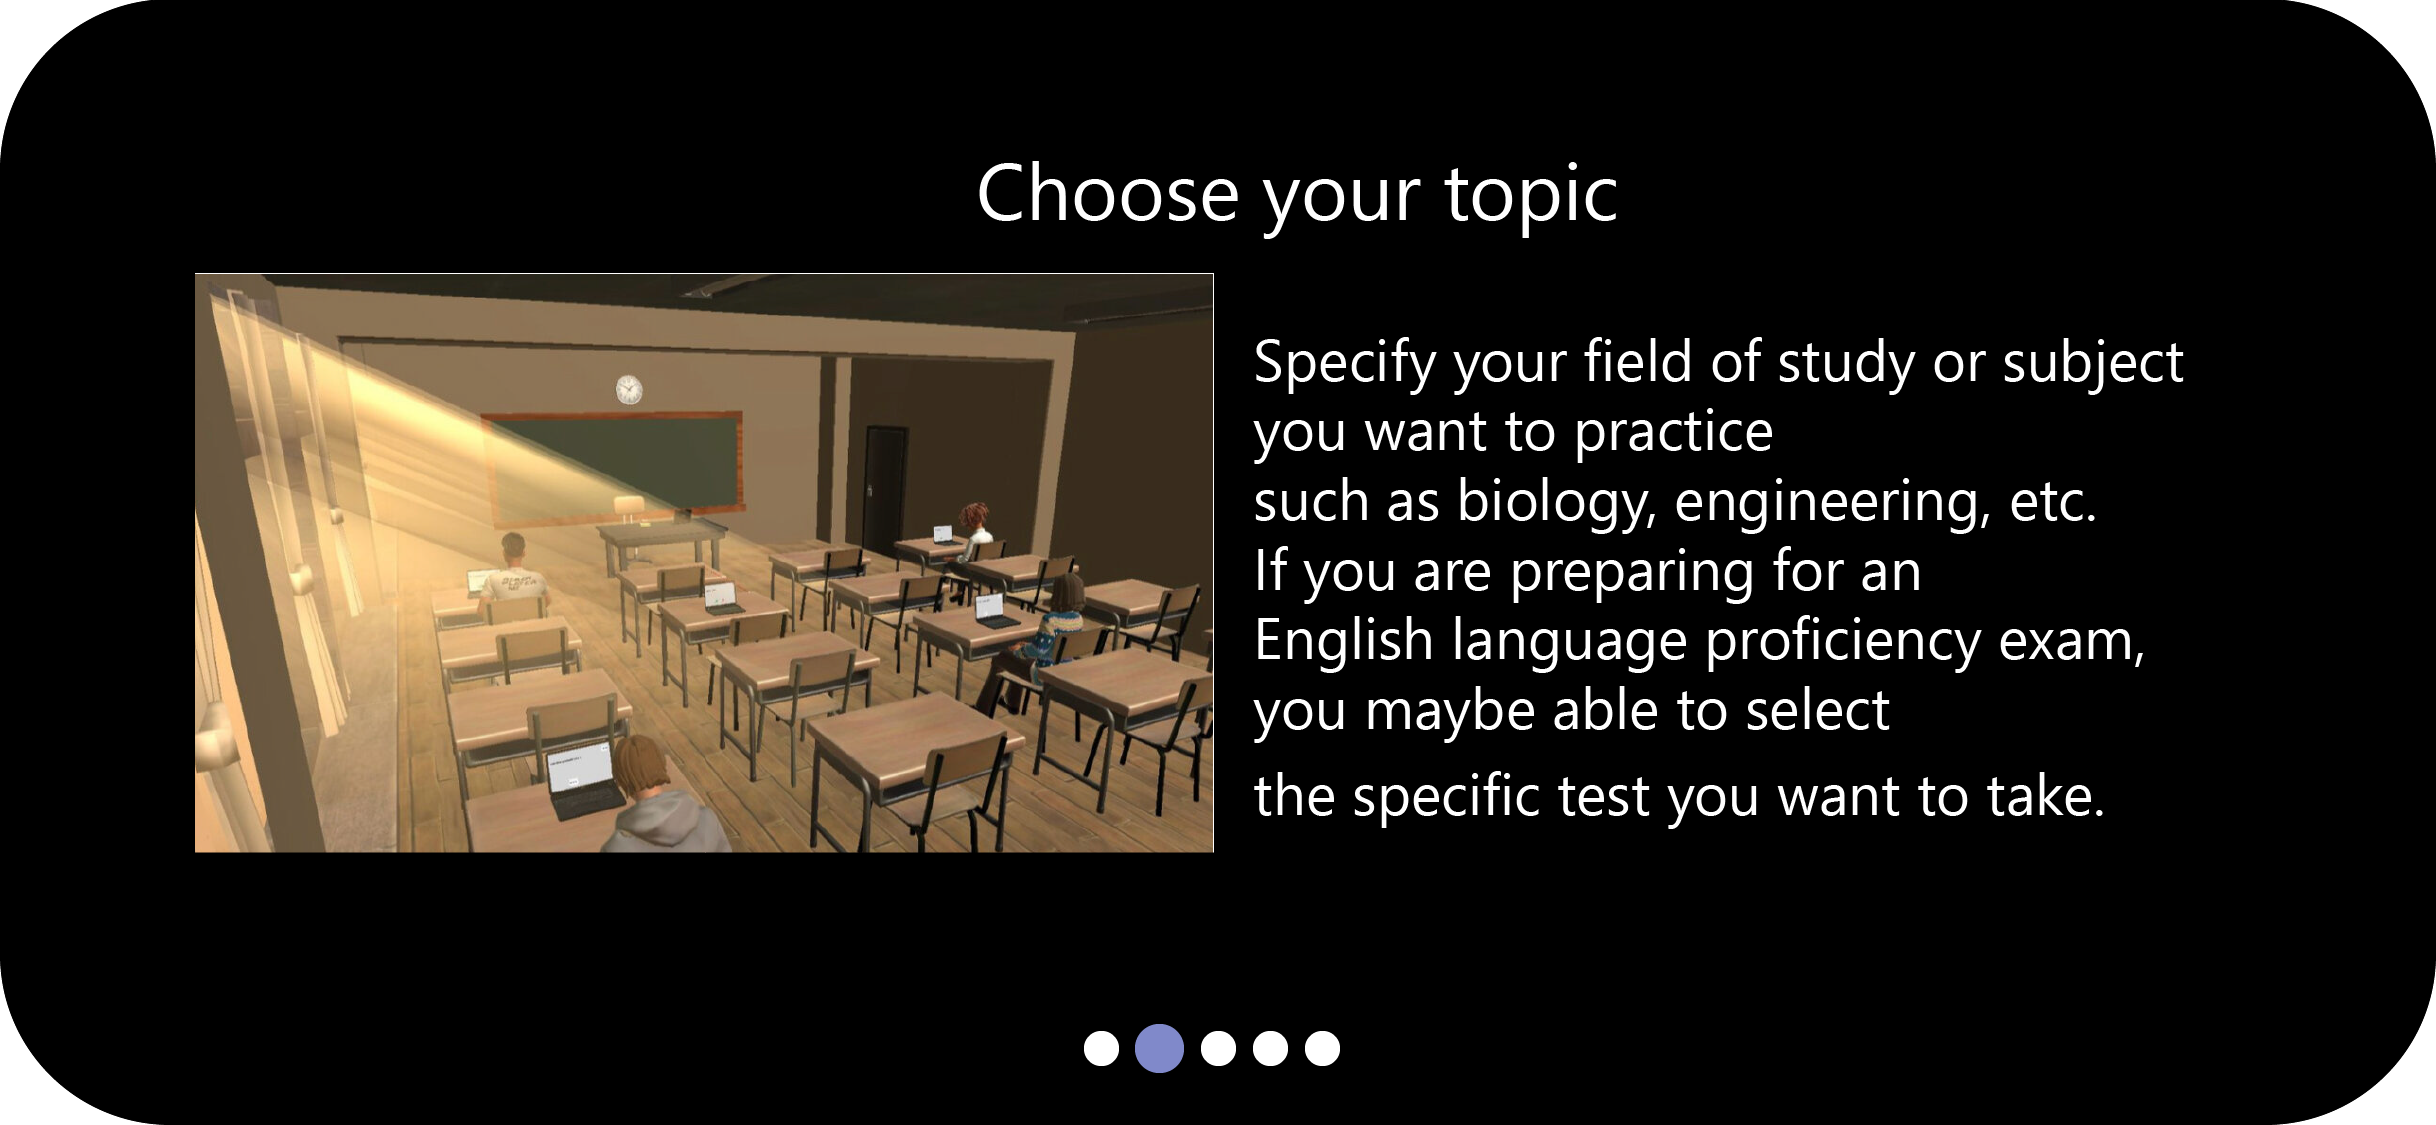 Choose your topic
Specify your field of study or subject
you want to practice
such as biology, engineering, etc.
If you are preparing for an
English language proficiency exam,
you maybe able to select
the specific test you want to take.